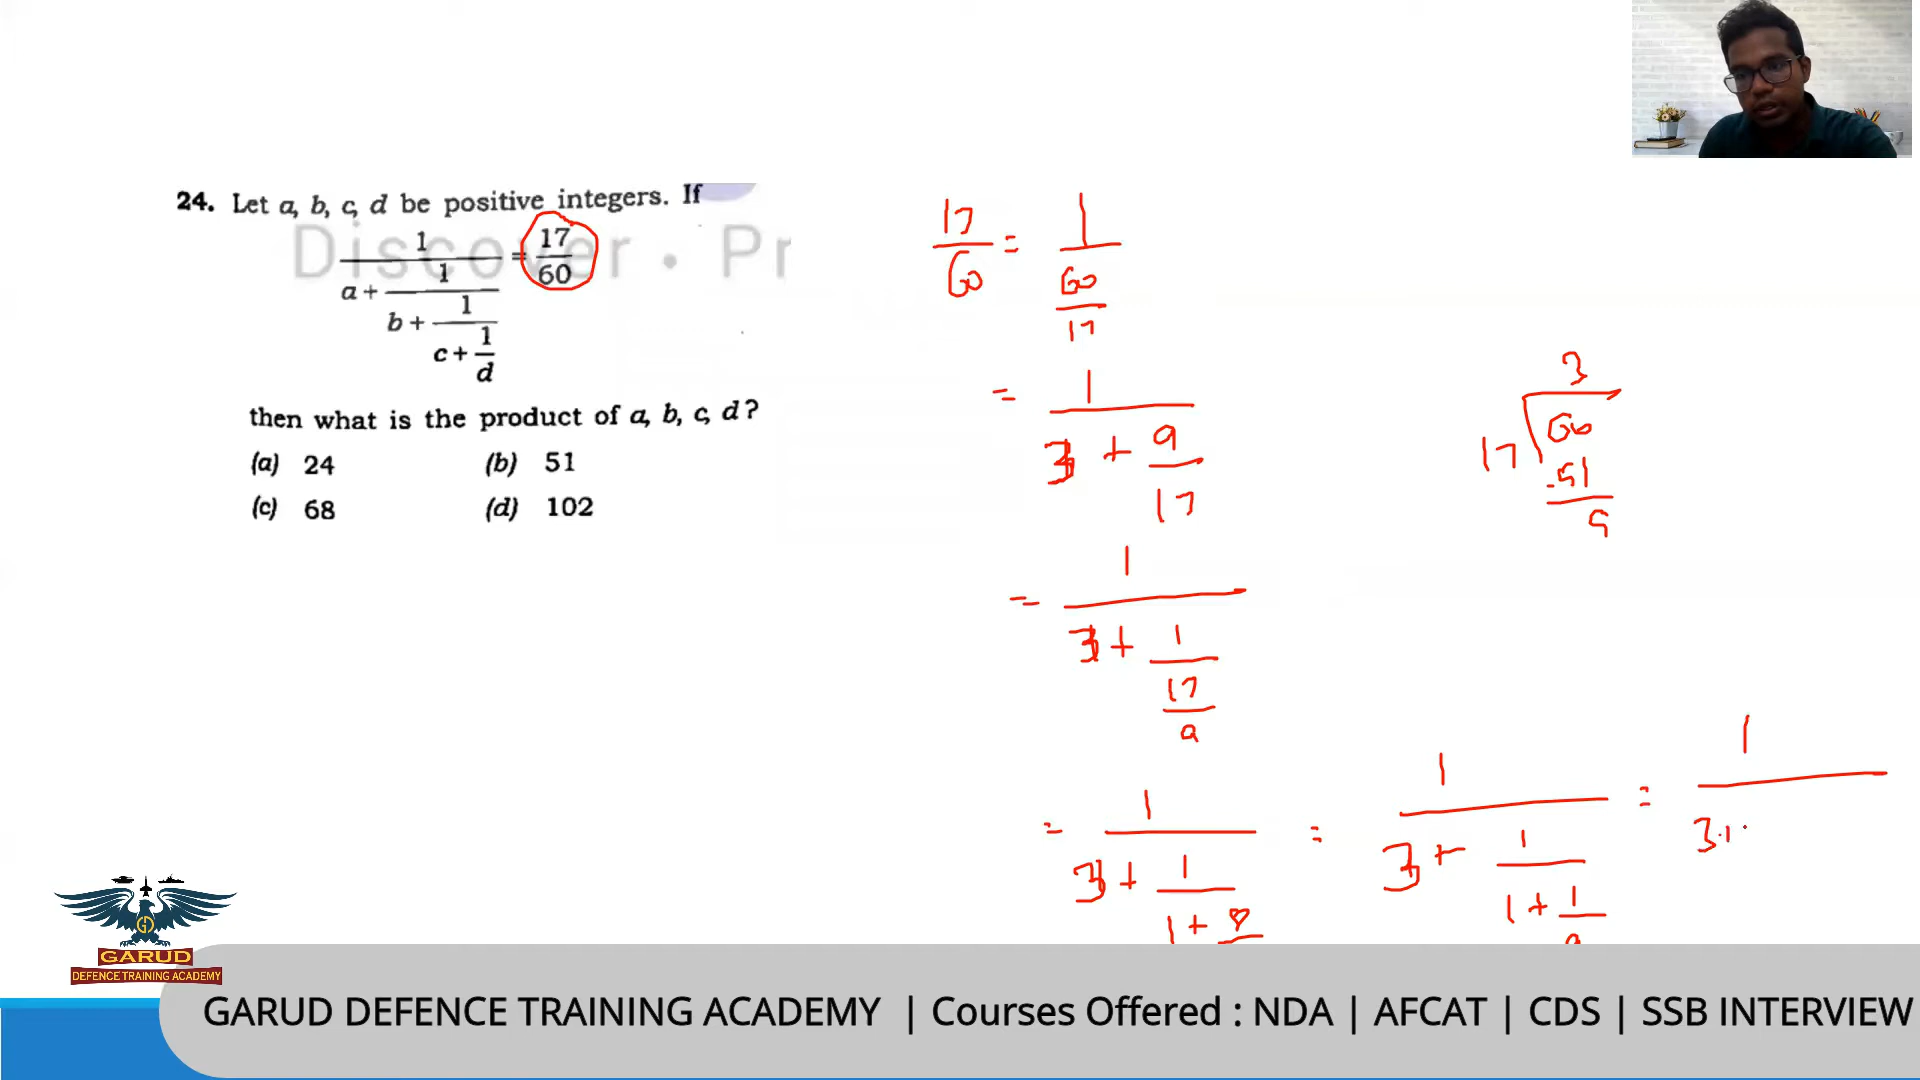 24. Let a, b, c, d be positive integers. If
Discover • Pr
1
a +
1
b +
1
c +
1
d
=
17
60
then what is the product of a, b, c, d?
(a) 24
(b) 51
(c) 68
(d) 102
17
60
=
1
60
17
=
1
3 +
9
17
=
1
3 +
1
17
9
3
17
60
-51
9
=
1
3 +
1
1 +
8
=
1
3 +
1
1 +
1
=
1
3
GD
GARUD
DEFENCE TRAINING ACADEMY
GARUD DEFENCE TRAINING ACADEMY | Courses Offered : NDA | AFCAT | CDS | SSB INTERVIEW